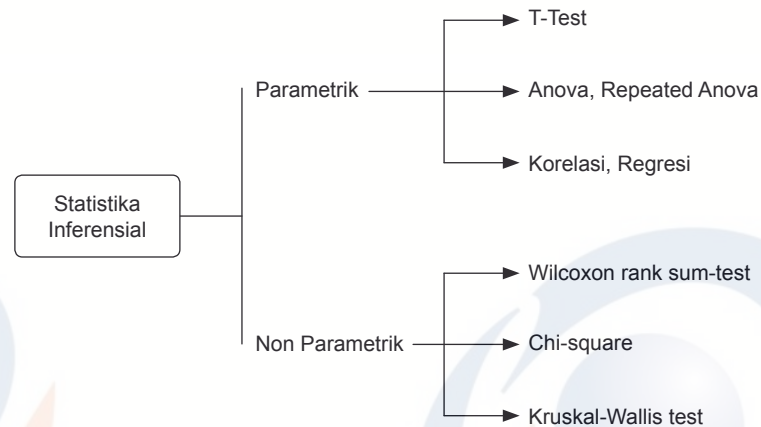 T-Test
Parametrik
Anova, Repeated Anova
Korelasi, Regresi
Statistika
Inferensial
Wilcoxon rank sum-test
Non Parametrik
Chi-square
Kruskal-Wallis test